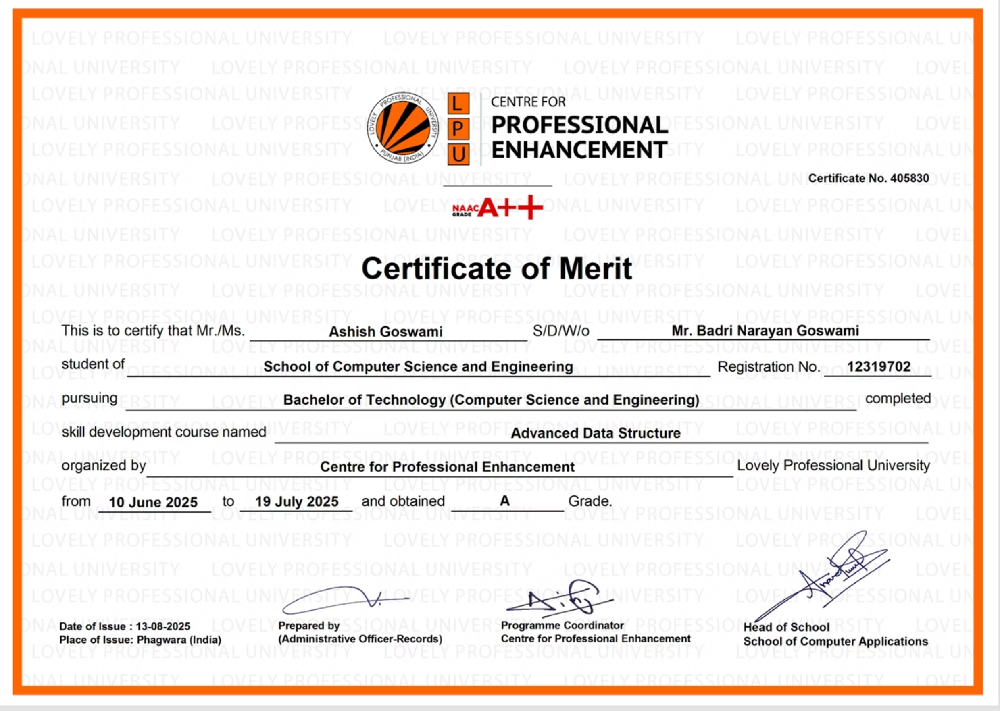 LOVELY PROFESSIONAL UNIVERSITY
PUNJAB [INDIA]
L
P
U
CENTRE FOR
PROFESSIONAL
ENHANCEMENT
Certificate No. 405830
NAAC GRADE A++
Certificate of Merit
This is to certify that Mr./Ms. Ashish Goswami S/D/W/o Mr. Badri Narayan Goswami
student of School of Computer Science and Engineering Registration No. 12319702
pursuing Bachelor of Technology (Computer Science and Engineering) completed
skill development course named Advanced Data Structure
organized by Centre for Professional Enhancement Lovely Professional University
from 10 June 2025 to 19 July 2025 and obtained A Grade.
Date of Issue : 13-08-2025
Place of Issue: Phagwara (India)
Prepared by
(Administrative Officer-Records)
Programme Coordinator
Centre for Professional Enhancement
Head of School
School of Computer Applications